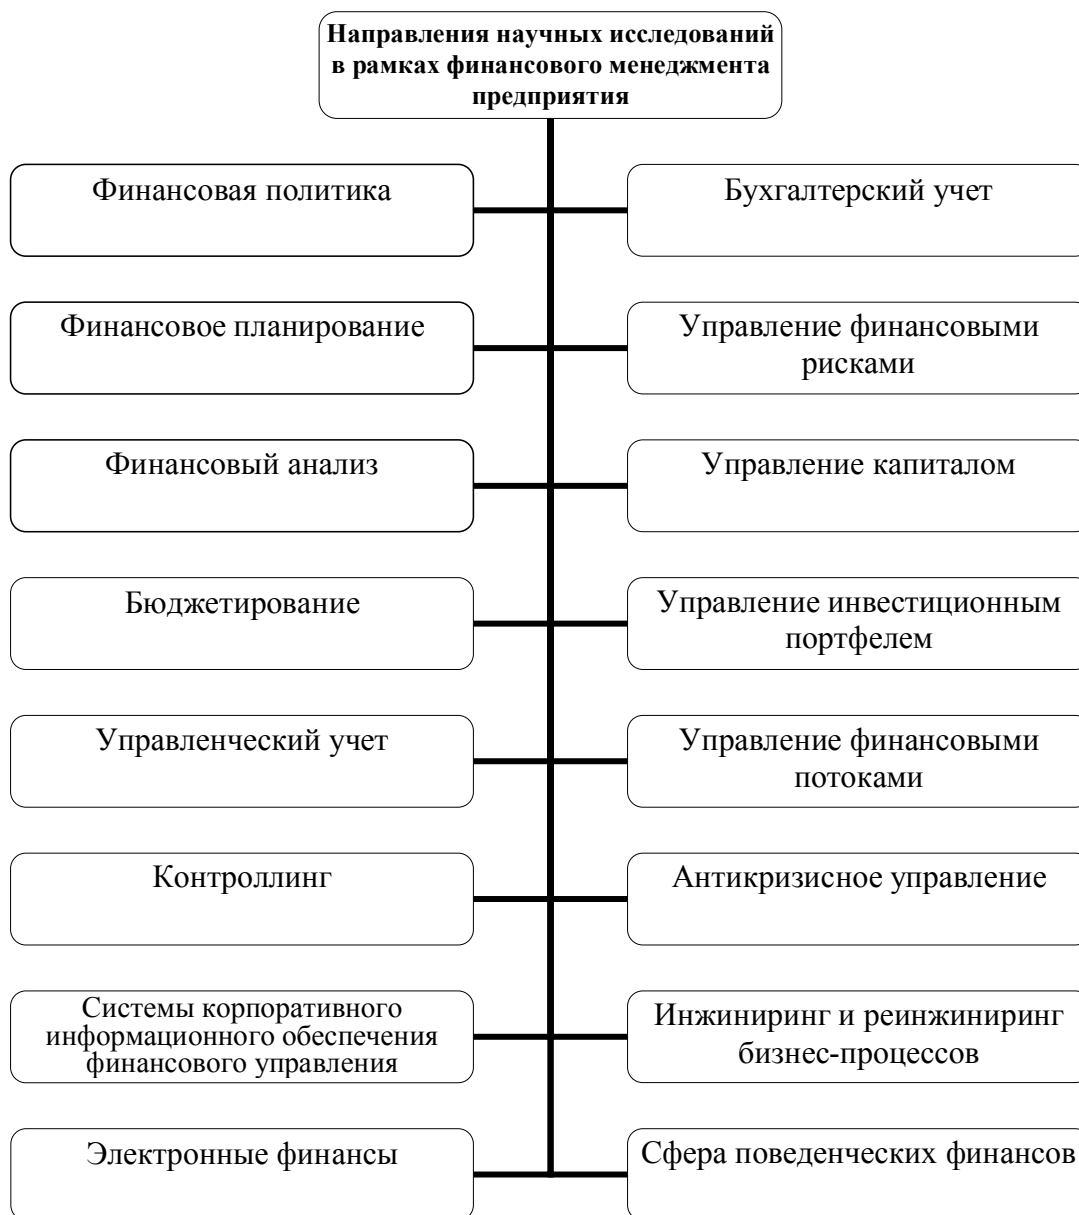 Направления научных исследований
в рамках финансового менеджмента
предприятия
Финансовая политика
Бухгалтерский учет
Финансовое планирование
Управление финансовыми
рисками
Финансовый анализ
Управление капиталом
Бюджетирование
Управление инвестиционным
портфелем
Управленческий учет
Управление финансовыми
потоками
Контроллинг
Антикризисное управление
Системы корпоративного
информационного обеспечения
финансового управления
Инжиниринг и реинжиниринг
бизнес-процессов
Электронные финансы
Сфера поведенческих финансов